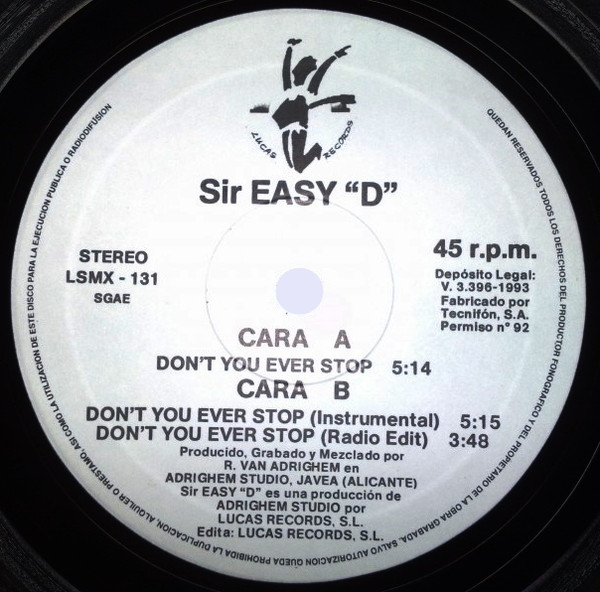 LUCAS RECORDS
Sir EASY "D"
STEREO
LSMX - 131
SGAE
45 r.p.m.
Depósito Legal:
V. 3.396-1993
Fabricado por
Tecnifón, S.A.
Permiso n° 92
CARA A
DON'T YOU EVER STOP 5:14
CARA B
DON'T YOU EVER STOP (Instrumental) 5:15
DON'T YOU EVER STOP (Radio Edit) 3:48
Producido, Grabado y Mezclado por
R. VAN ADRIGHEM en
ADRIGHEM STUDIO, JAVEA (ALICANTE)
Sir EASY "D" es una producción de
ADRIGHEM STUDIO por
LUCAS RECORDS, S.L.
Edita: LUCAS RECORDS, S.L.
QUEDAN RESERVADOS TODOS LOS DERECHOS DEL PRODUCTOR FONOGRAFICO Y DEL PROPIETARIO DE LA OBRA GRABADA, SALVO AUTORIZACION QUEDA PROHIBIDA LA DUPLICACION, ALQUILER O PRESTAMO, ASI COMO LA UTILIZACION DE ESTE DISCO PARA LA EJECUCION PUBLICA O RADIODIFUSION